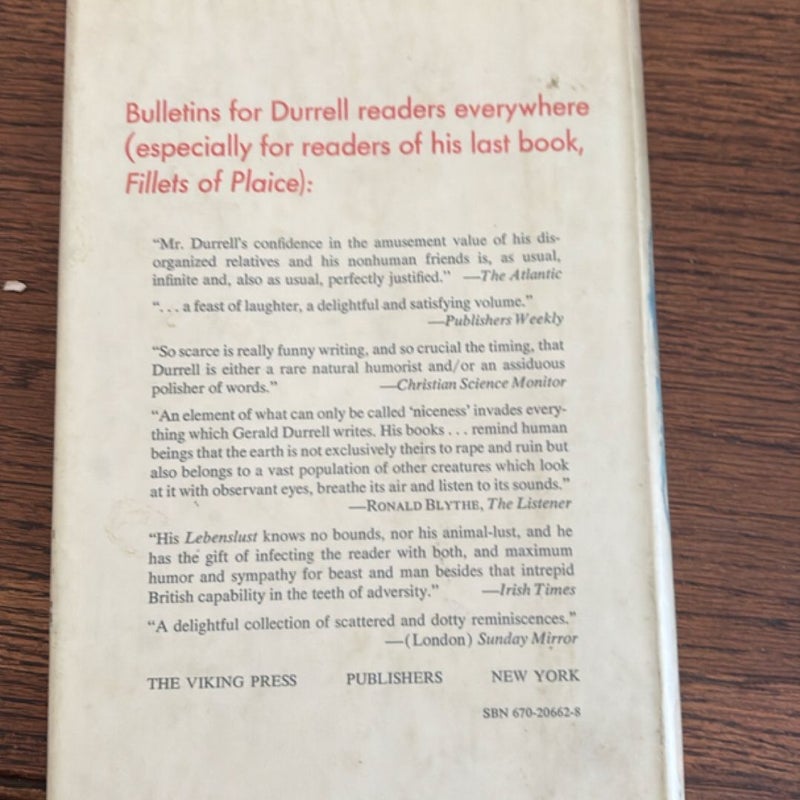 Bulletins for Durrell readers everywhere
(especially for readers of his last book,
Fillets of Plaice):
“Mr. Durrell’s confidence in the amusement value of his dis-
organized relatives and his nonhuman friends is, as usual,
infinite and, also as usual, perfectly justified.” —The Atlantic
“. . . a feast of laughter, a delightful and satisfying volume.”
—Publishers Weekly
“So scarce is really funny writing, and so crucial the timing, that
Durrell is either a rare natural humorist and/or an assiduous
polisher of words.” —Christian Science Monitor
“An element of what can only be called ‘niceness’ invades every-
thing which Gerald Durrell writes. His books . . . remind human
beings that the earth is not exclusively theirs to rape and ruin but
also belongs to a vast population of other creatures which look
at it with observant eyes, breathe its air and listen to its sounds.”
—RONALD BLYTHE, The Listener
“His Lebenslust knows no bounds, nor his animal-lust, and he
has the gift of infecting the reader with both, and maximum
humor and sympathy for beast and man besides that intrepid
British capability in the teeth of adversity.” —Irish Times
“A delightful collection of scattered and dotty reminiscences.”
—(London) Sunday Mirror
THE VIKING PRESS PUBLISHERS NEW YORK
SBN 670-20662-8